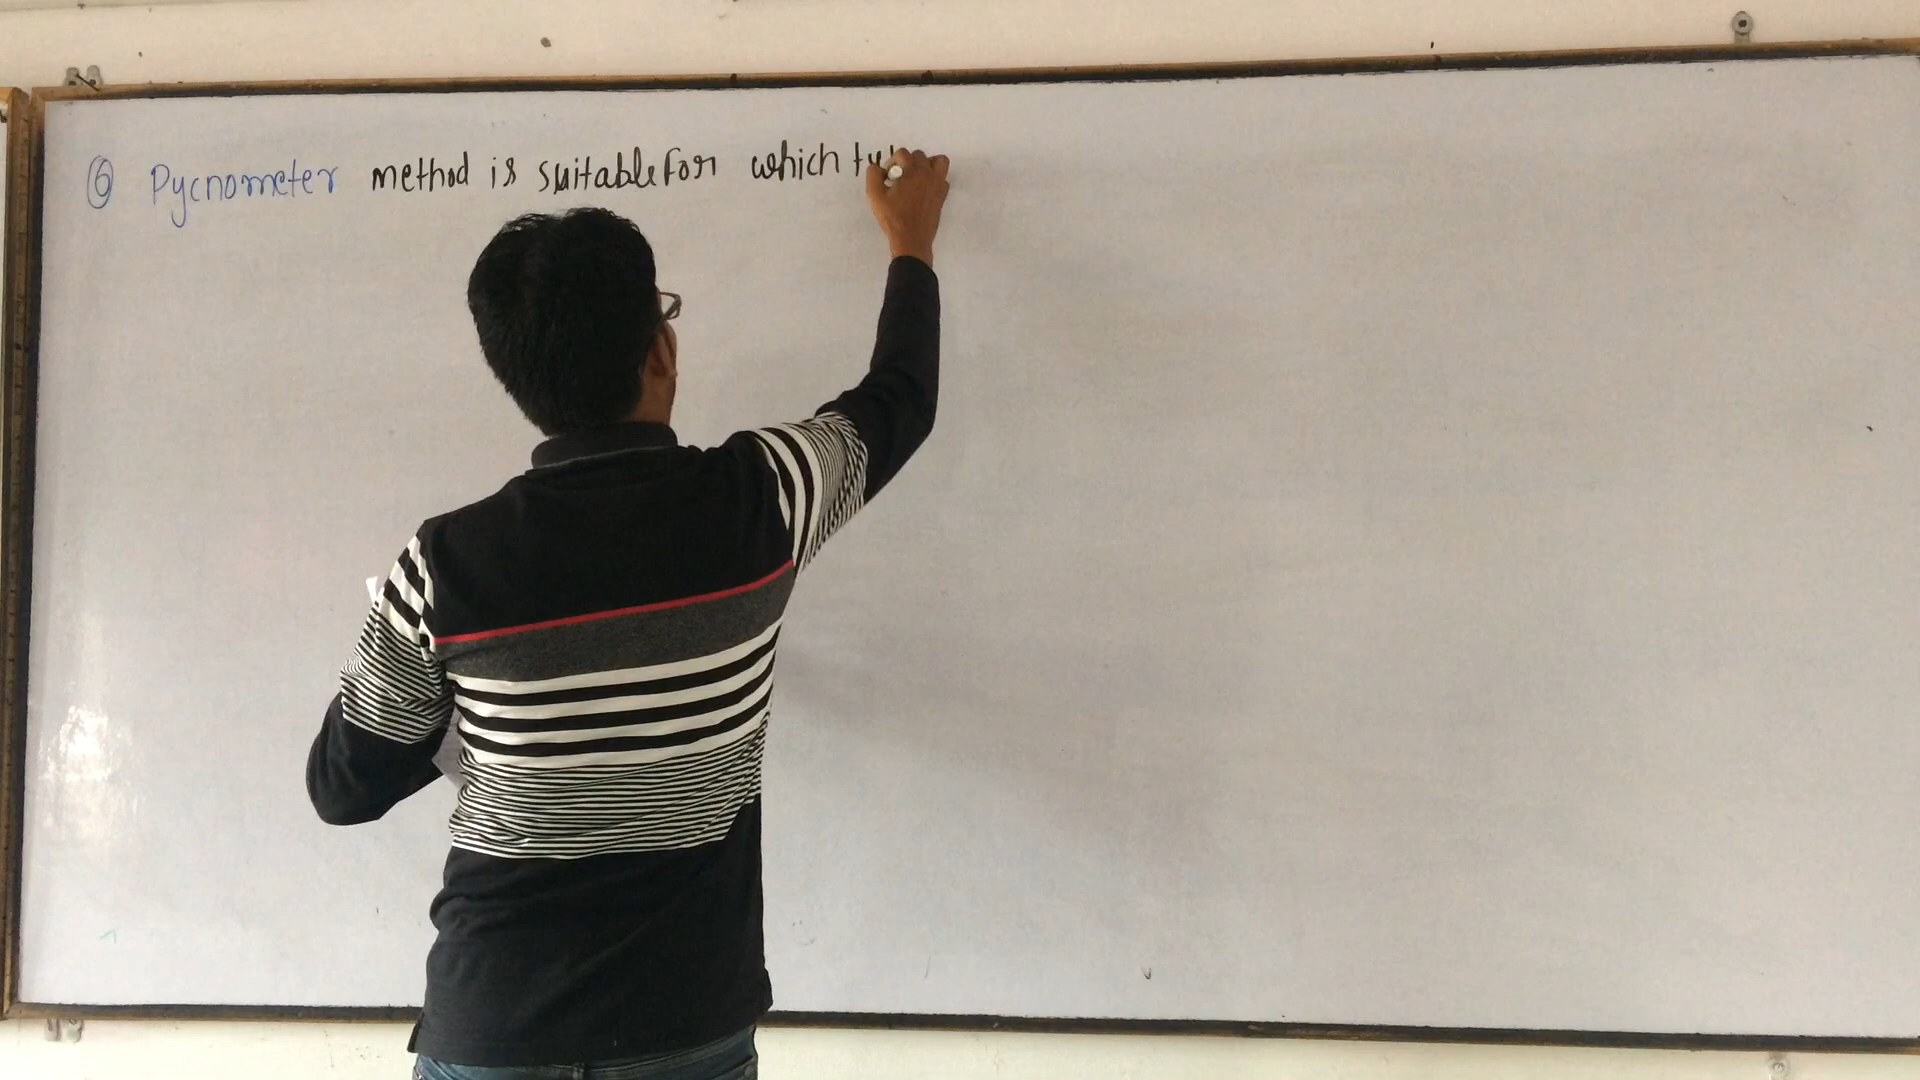 ⑥ Pycnometer method is suitable for which